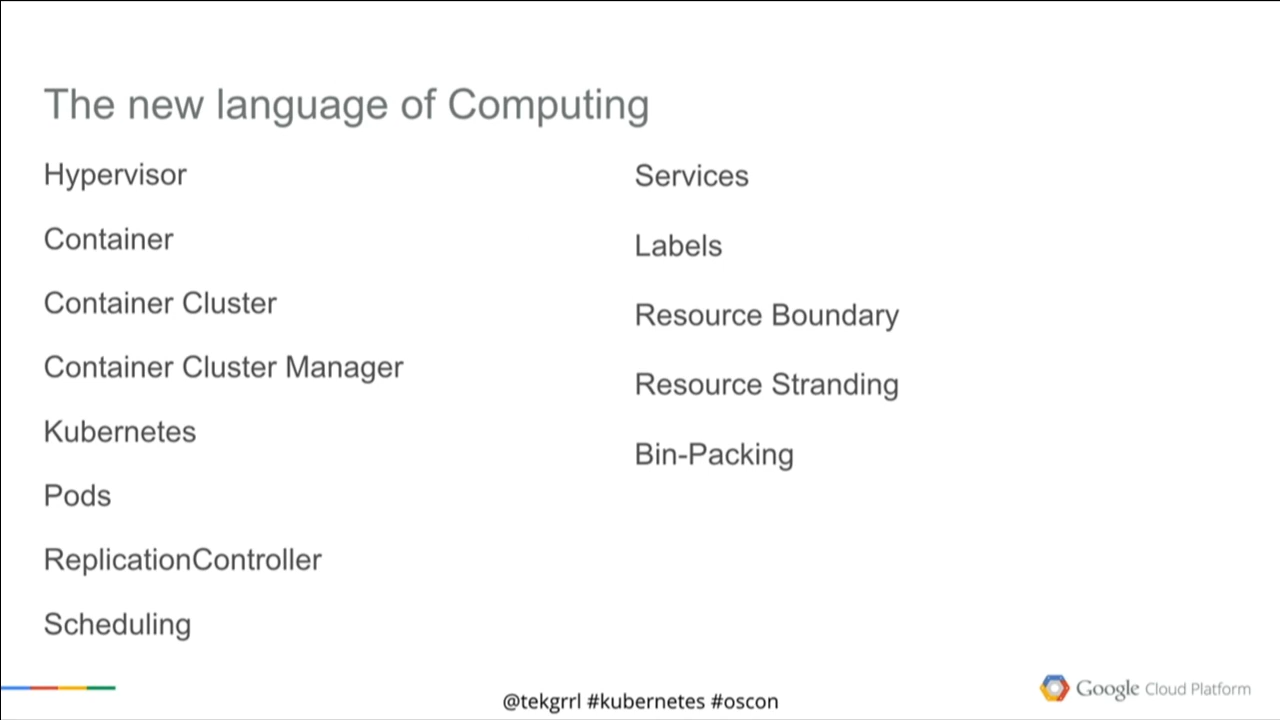 The new language of Computing
Hypervisor
Container
Container Cluster
Container Cluster Manager
Kubernetes
Pods
ReplicationController
Scheduling
Services
Labels
Resource Boundary
Resource Stranding
Bin-Packing
@tekgrrl #kubernetes #oscon
Google Cloud Platform